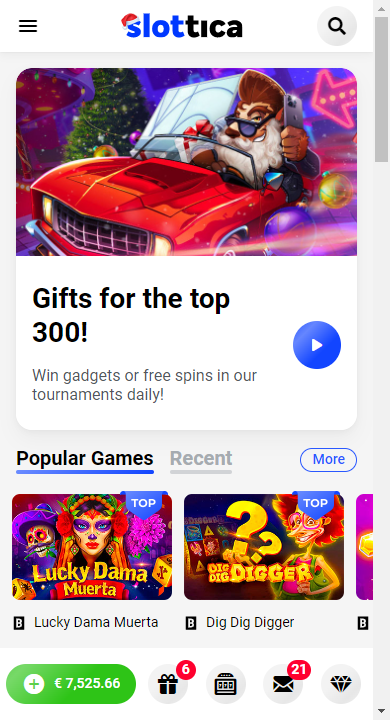 slottica
Gifts for the top
300!
Win gadgets or free spins in our
tournaments daily!
Popular Games
Recent
More
TOP
TOP
Lucky Dama
Muerta
DIG
DIG DIGGER
B Lucky Dama Muerta
B Dig Dig Digger
B
€ 7,525.66
6
21